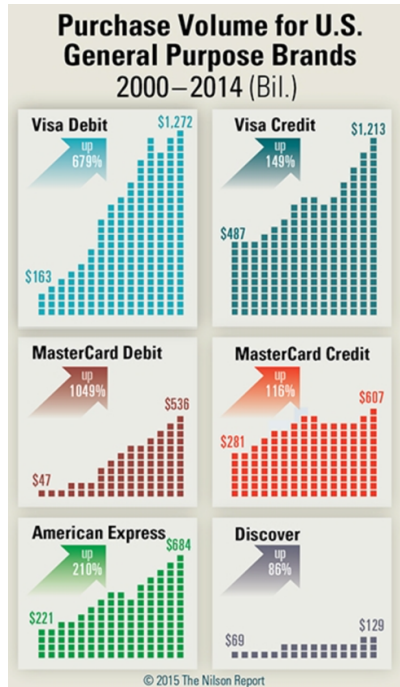 Purchase Volume for U.S.
General Purpose Brands
2000–2014 (Bil.)
Visa Debit
$1,272
up
679%
$163
Visa Credit
$1,213
up
149%
$487
MasterCard Debit
up
1049%
$536
$47
MasterCard Credit
up
116%
$607
$281
American Express
$684
up
210%
$221
Discover
up
86%
$129
$69
© 2015 The Nilson Report